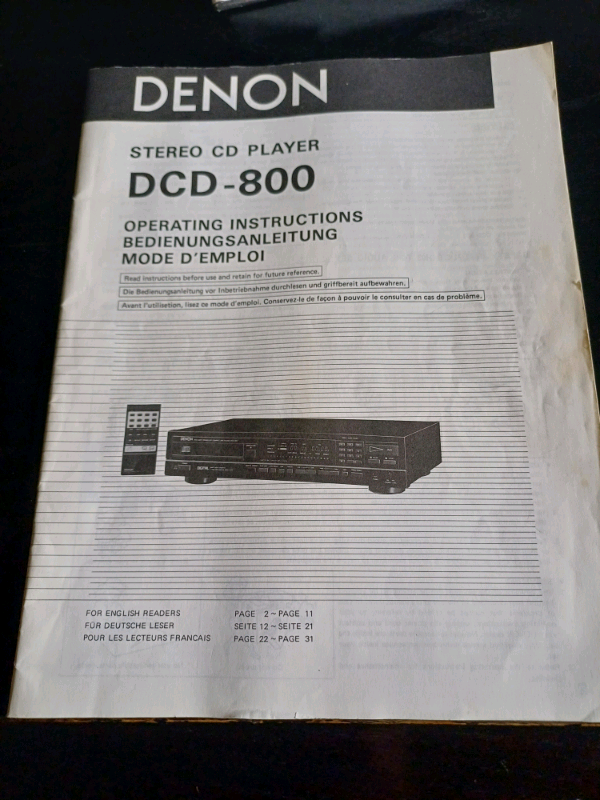 DENON
STEREO CD PLAYER
DCD-800
OPERATING INSTRUCTIONS
BEDIENUNGSANLEITUNG
MODE D'EMPLOI
Read instructions before use and retain for future reference.
Die Bedienungsanleitung vor Inbetriebnahme durchlesen und griffbereit aufbewahren.
Avant l'utilisation, lisez ce mode d'emploi. Conservez-le de façon à pouvoir le consulter en cas de problème.
DENON
FOR ENGLISH READERS PAGE 2~PAGE 11
FÜR DEUTSCHE LESER SEITE 12~SEITE 21
POUR LES LECTEURS FRANCAIS PAGE 22~PAGE 31